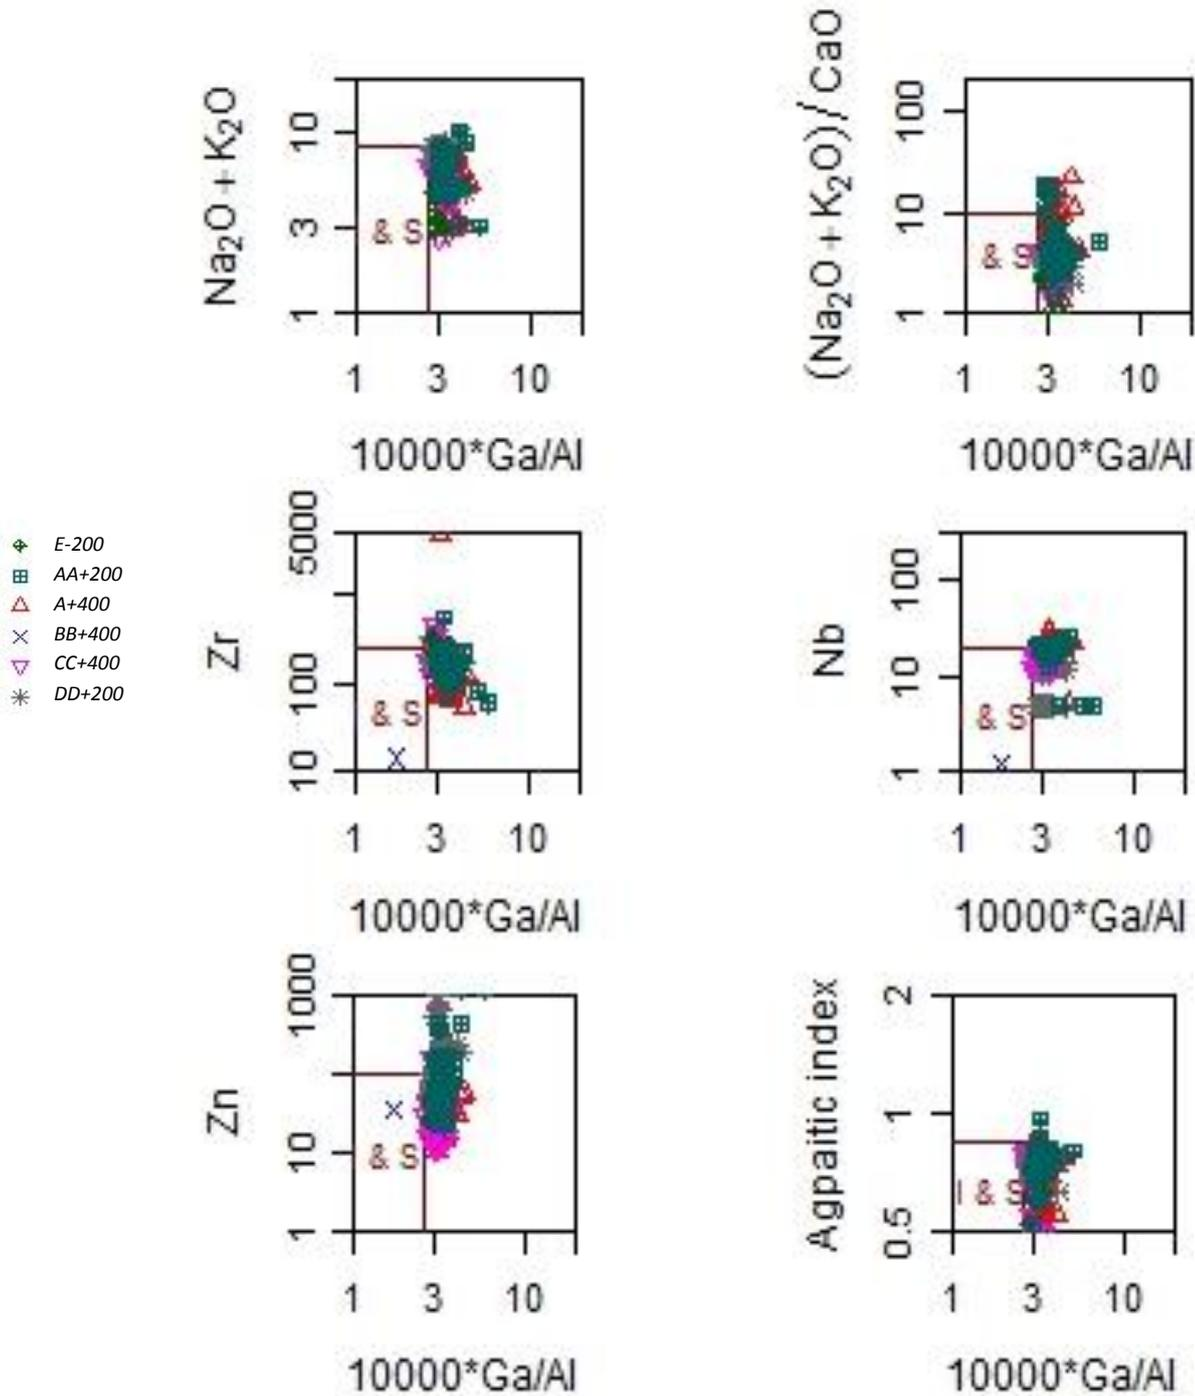 Na₂O + K₂O
10
3
1
& S
1 3 10
10000*Ga/Al
(Na₂O + K₂O)/ CaO
100
10
1
& S
1 3 10
10000*Ga/Al
E-200
AA+200
A+400
BB+400
CC+400
DD+200
Zr
5000
100
10
& S
1 3 10
10000*Ga/Al
Nb
100
10
1
& S
1 3 10
10000*Ga/Al
Zn
1000
10
1
& S
1 3 10
10000*Ga/Al
Agpaitic index
2
1
0.5
I & S
1 3 10
10000*Ga/Al